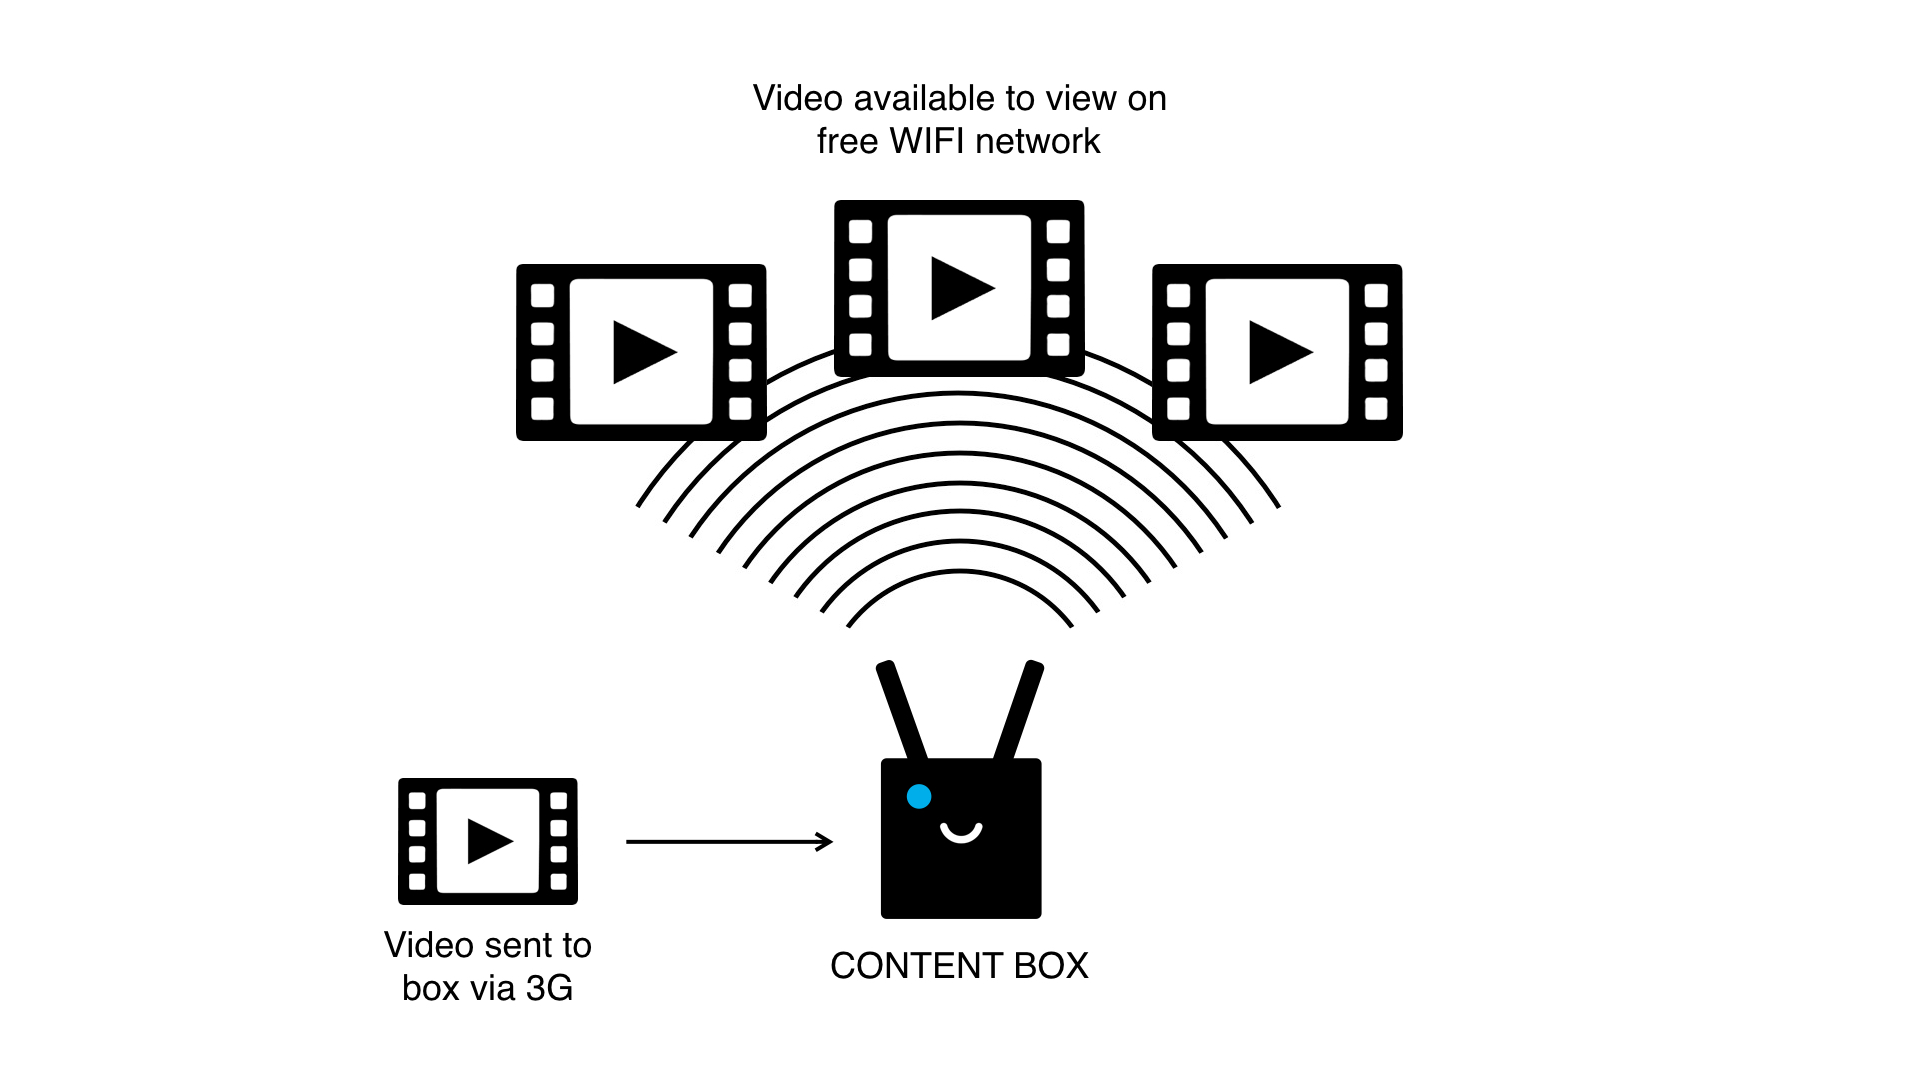 Video available to view on
free WIFI network
Video sent to
box via 3G
CONTENT BOX